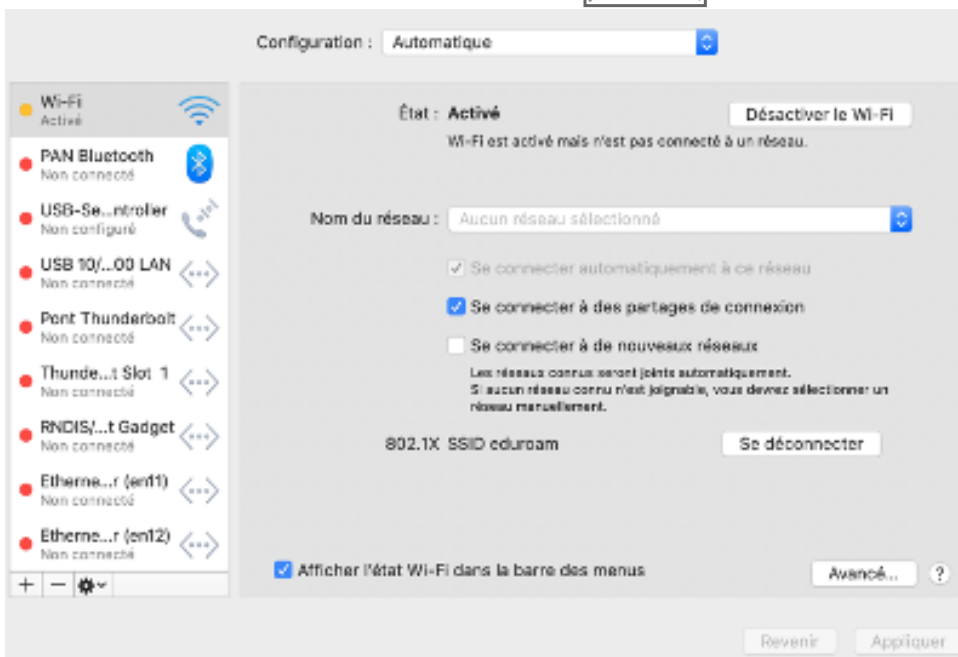 Configuration : Automatique
Wi-Fi
Activé
PAN Bluetooth
Non connecté
USB-Se...ntroller
Non configuré
USB 10/...00 LAN
Non connecté
Pont Thunderbolt
Non connecté
Thunde...t Slot 1
Non connecté
RNDIS/...t Gadget
Non connecté
Etherne...r (en11)
Non connecté
Etherne...r (en12)
Non connecté
État : Activé
Désactiver le Wi-Fi
Wi-Fi est activé mais n'est pas connecté à un réseau.
Nom du réseau : Aucun réseau sélectionné
Se connecter automatiquement à ce réseau
Se connecter à des partages de connexion
Se connecter à de nouveaux réseaux
Les réseaux connus seront joints automatiquement.
Si aucun réseau connu n'est joignable, vous devrez sélectionner un
réseau manuellement.
802.1X SSID eduroam
Se déconnecter
Afficher l'état Wi-Fi dans la barre des menus
Avancé... ?
Revenir
Appliquer